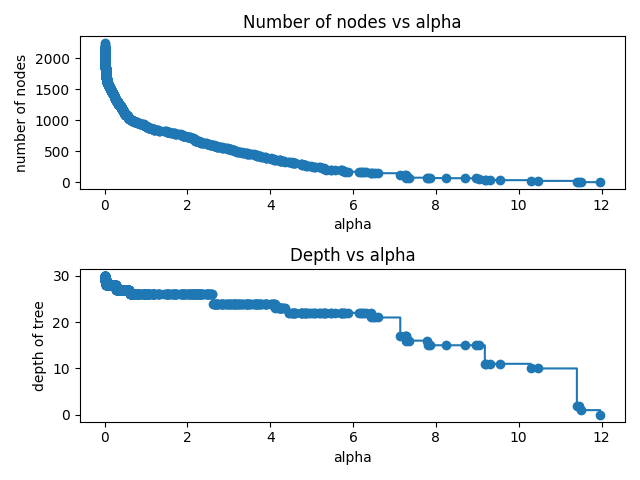 Number of nodes vs alpha
number of nodes
2000
1500
1000
500
0
0 2 4 6 8 10 12
alpha
Depth vs alpha
depth of tree
30
20
10
0
0 2 4 6 8 10 12
alpha